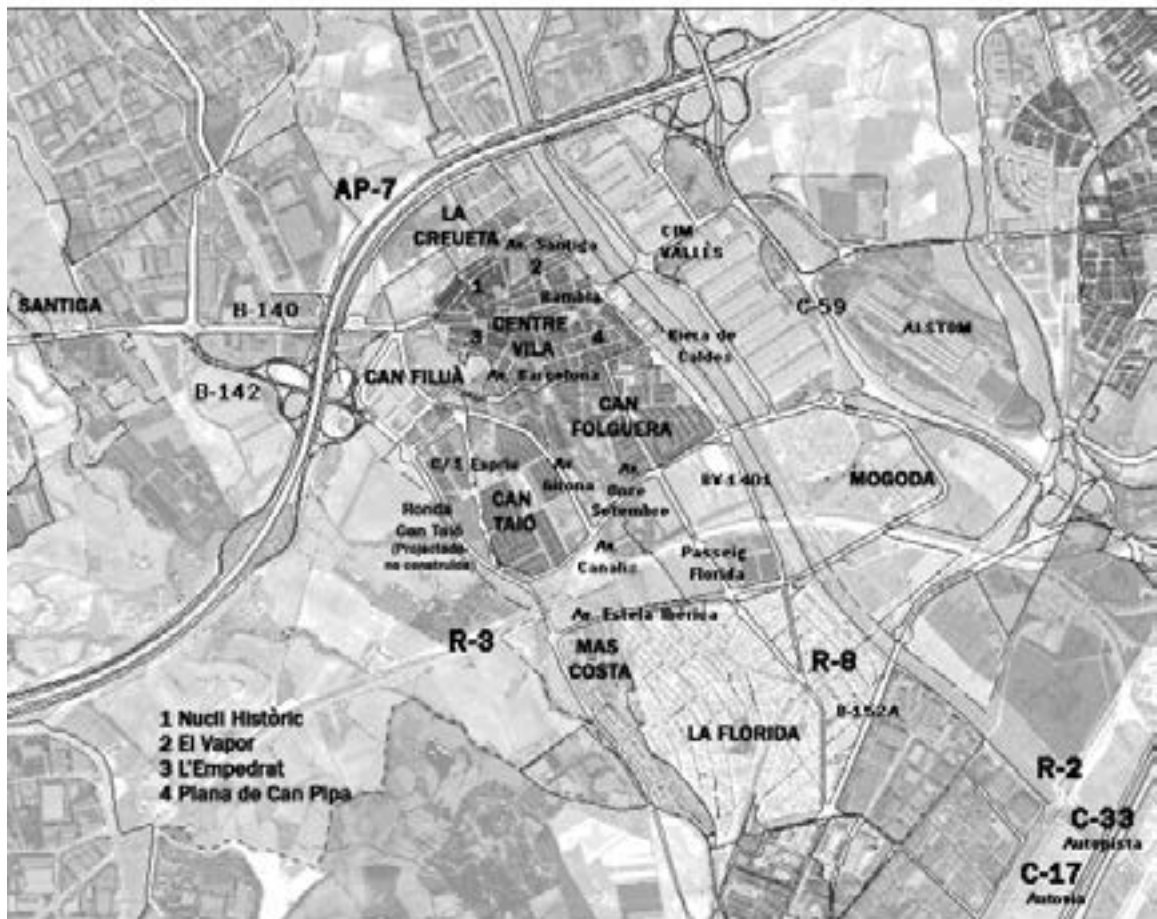 AP-7
LA
CREUETA
Av. Santiga
2
CIM
VALLÈS
1
SANTIGA
B-140
Rambla
C-59
ALSTOM
3
CENTRE
VILA
4
Riera de
Caldes
CAN FILUÀ
Av. Barcelona
B-142
CAN
FOLGUERA
C/ S Espriu
Av.
Girona
Av.
Onze
Setembre
BV-1401
MOGODA
CAN
TAIÓ
Ronda
Can Taió
(Projectada-
no construïda)
Av.
Canaliz
Passeig
Florida
Av. Estela Ibèrica
R-3
MAS
COSTA
R-8
B-152A
LA FLORIDA
1 Nucli Històric
2 El Vapor
3 L'Empedrat
4 Plana de Can Pipa
R-2
C-33
Autopista
C-17
Autovia